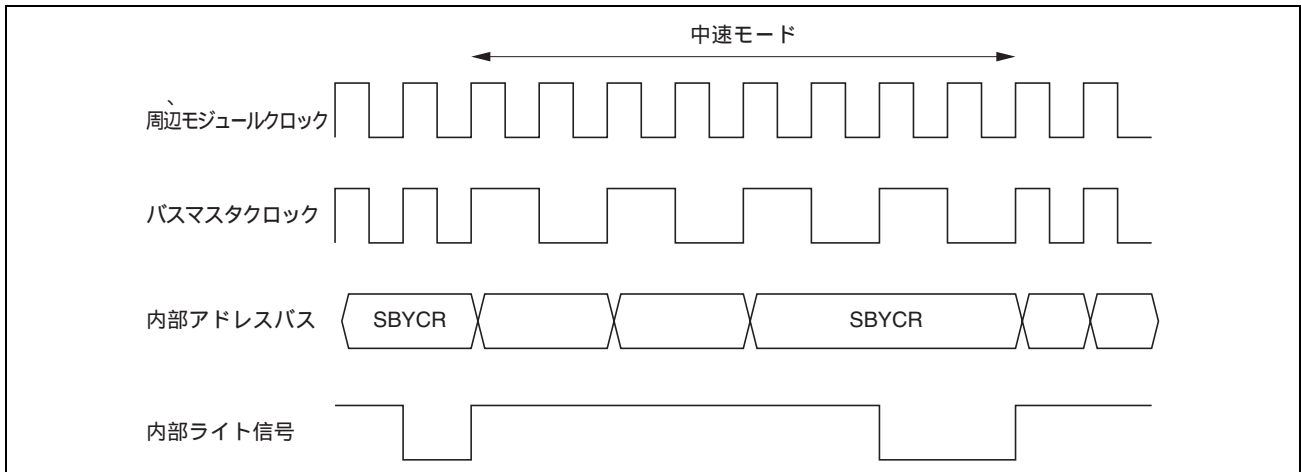 中速モード
周辺モジュールクロック
バスマスタクロック
内部アドレスバス
SBYCR
SBYCR
内部ライト信号